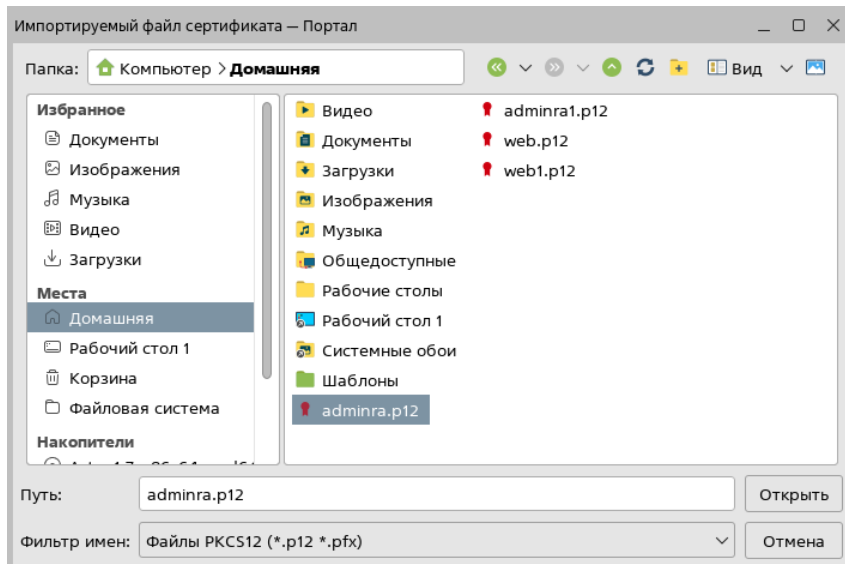 Импортируемый файл сертификата — Портал
Папка: Компьютер > Домашняя Вид
Избранное
Документы
Изображения
Музыка
Видео
Загрузки
Места
Домашняя
Рабочий стол 1
Корзина
Файловая система
Накопители
Видео
Документы
Загрузки
Изображения
Музыка
Общедоступные
Рабочие столы
Рабочий стол 1
Системные обои
Шаблоны
adminra.p12
adminra1.p12
web.p12
web1.p12
Путь: adminra.p12 Открыть
Фильтр имен: Файлы PKCS12 (*.p12 *.pfx) Отмена